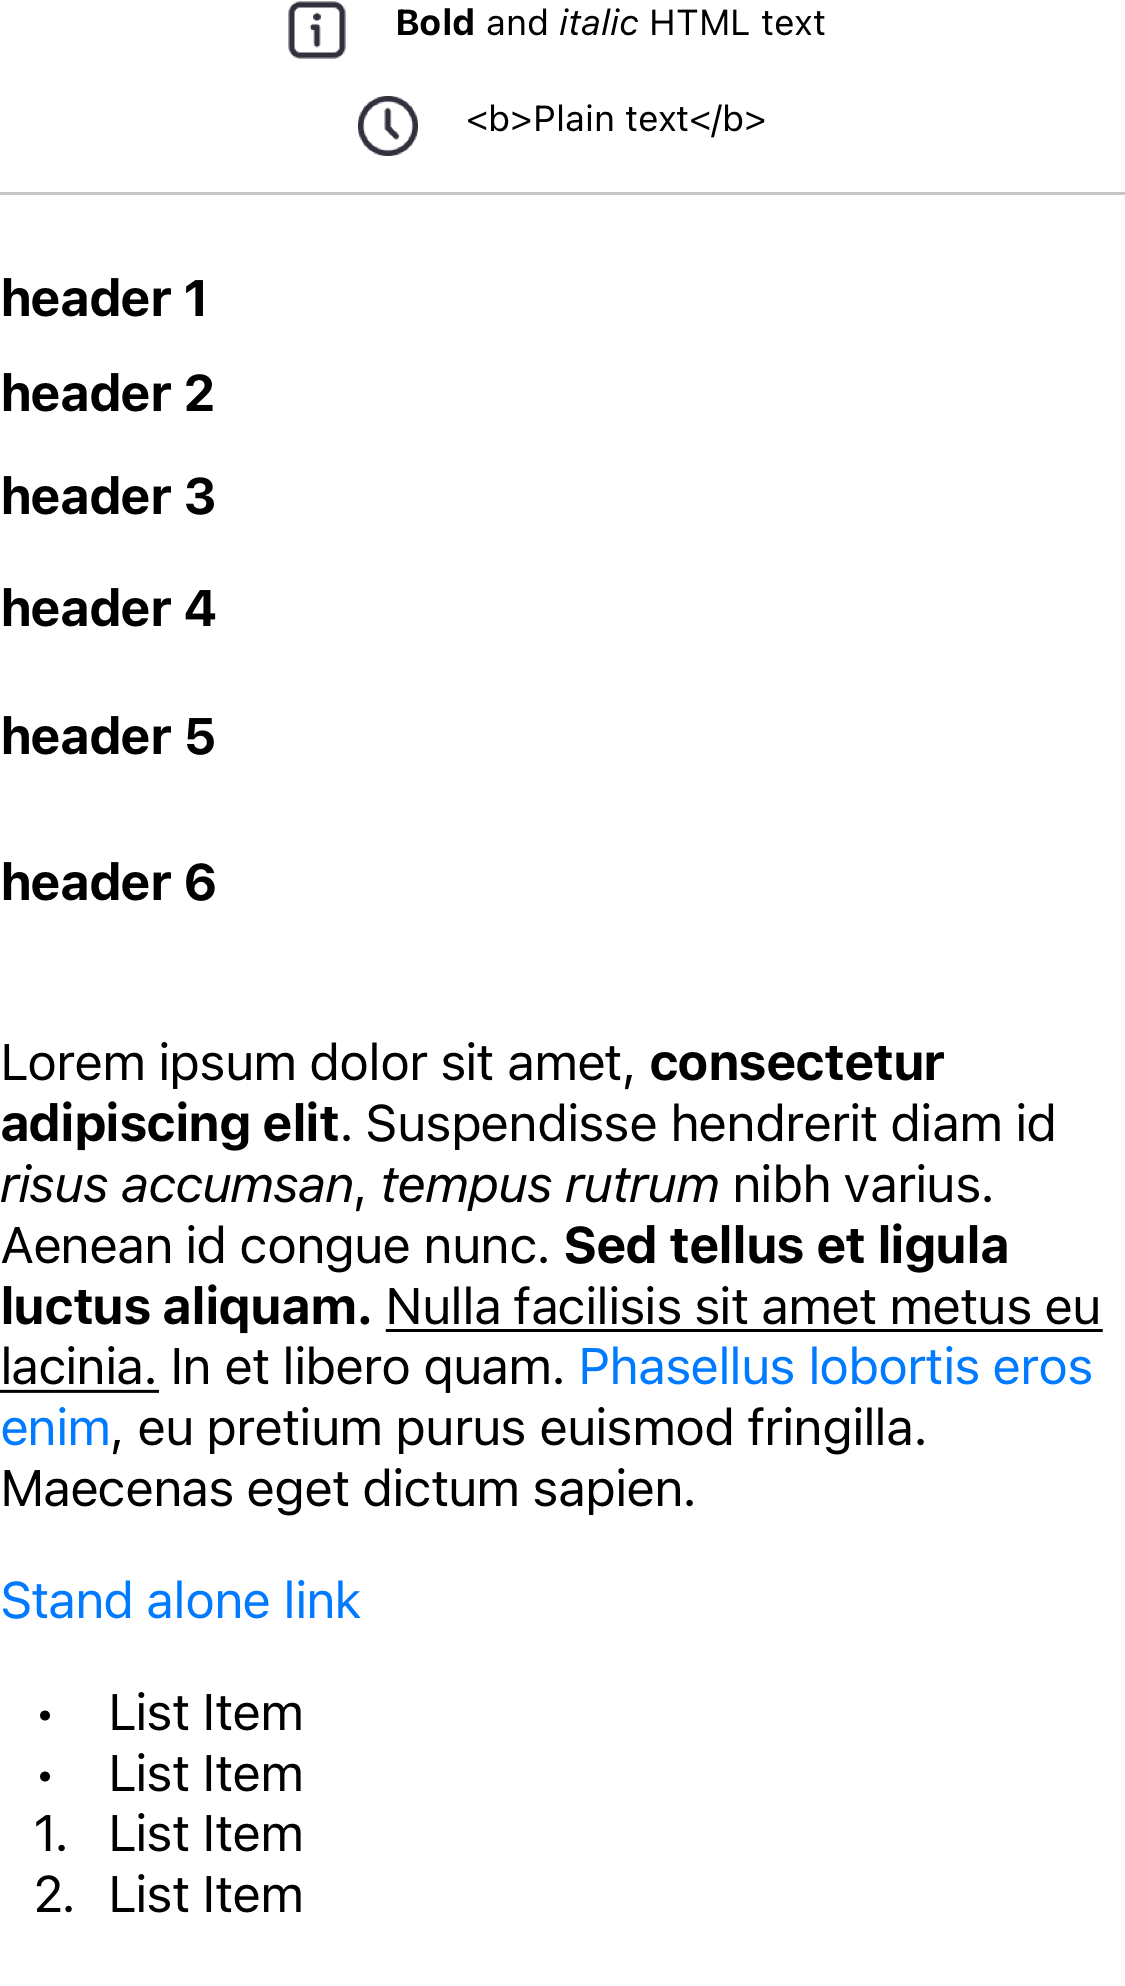 Bold and italic HTML text
<b>Plain text</b>
header 1
header 2
header 3
header 4
header 5
header 6
Lorem ipsum dolor sit amet, consectetur
adipiscing elit. Suspendisse hendrerit diam id
risus accumsan, tempus rutrum nibh varius.
Aenean id congue nunc. Sed tellus et ligula
luctus aliquam. Nulla facilisis sit amet metus eu
lacinia. In et libero quam. Phasellus lobortis eros
enim, eu pretium purus euismod fringilla.
Maecenas eget dictum sapien.
Stand alone link
• List Item
• List Item
1. List Item
2. List Item